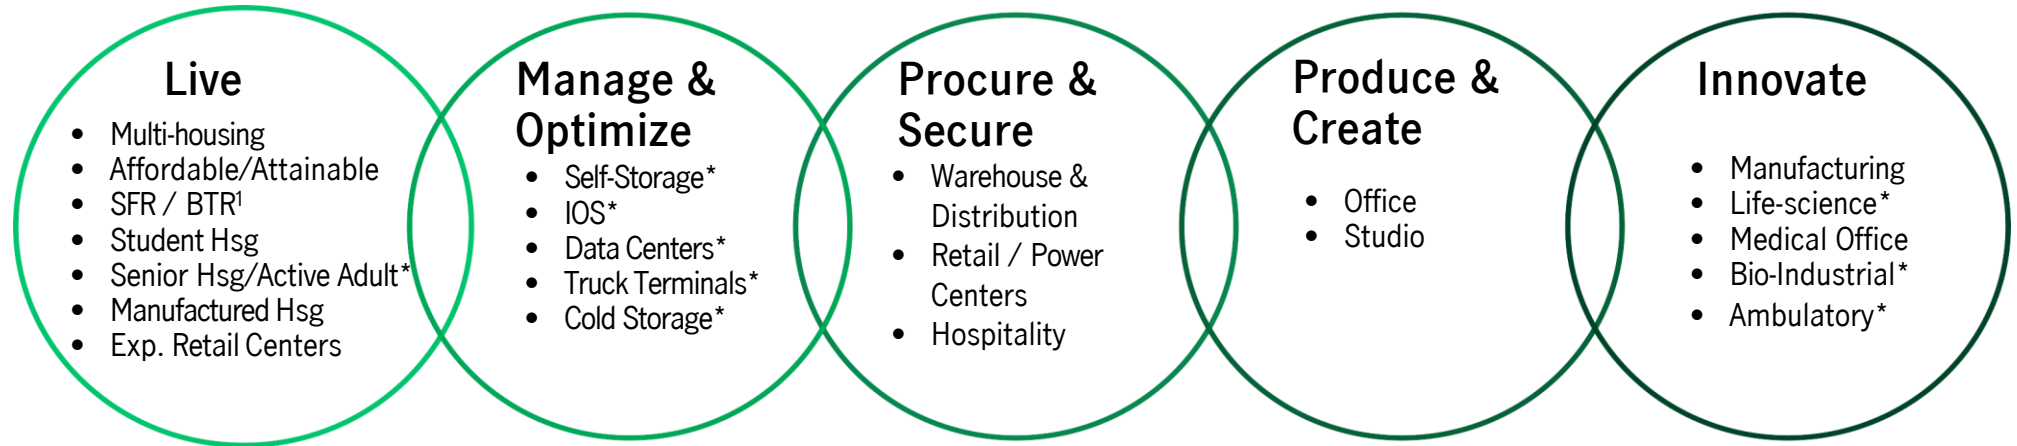 Live
• Multi-housing
• Affordable/Attainable
• SFR / BTR¹
• Student Hsg
• Senior Hsg/Active Adult*
• Manufactured Hsg
• Exp. Retail Centers
Manage &
Optimize
• Self-Storage*
• IOS*
• Data Centers*
• Truck Terminals*
• Cold Storage*
Procure &
Secure
• Warehouse &
Distribution
• Retail / Power
Centers
• Hospitality
Produce &
Create
• Office
• Studio
Innovate
• Manufacturing
• Life-science*
• Medical Office
• Bio-Industrial*
• Ambulatory*